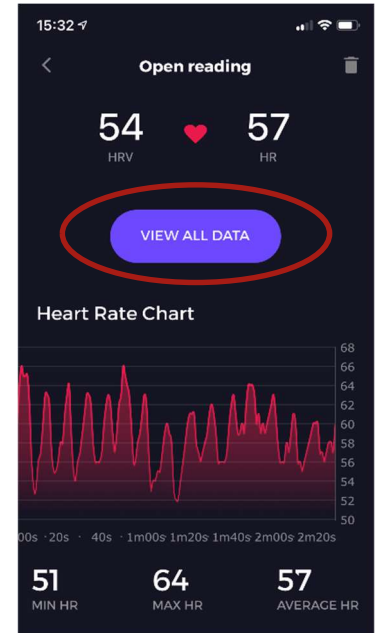 15:32
Open reading
54 57
HRV HR
VIEW ALL DATA
Heart Rate Chart
68
66
64
62
60
58
56
54
52
50
00s · 20s · 40s · 1m00s 1m20s 1m40s 2m00s 2m20s
51 64 57
MIN HR MAX HR AVERAGE HR